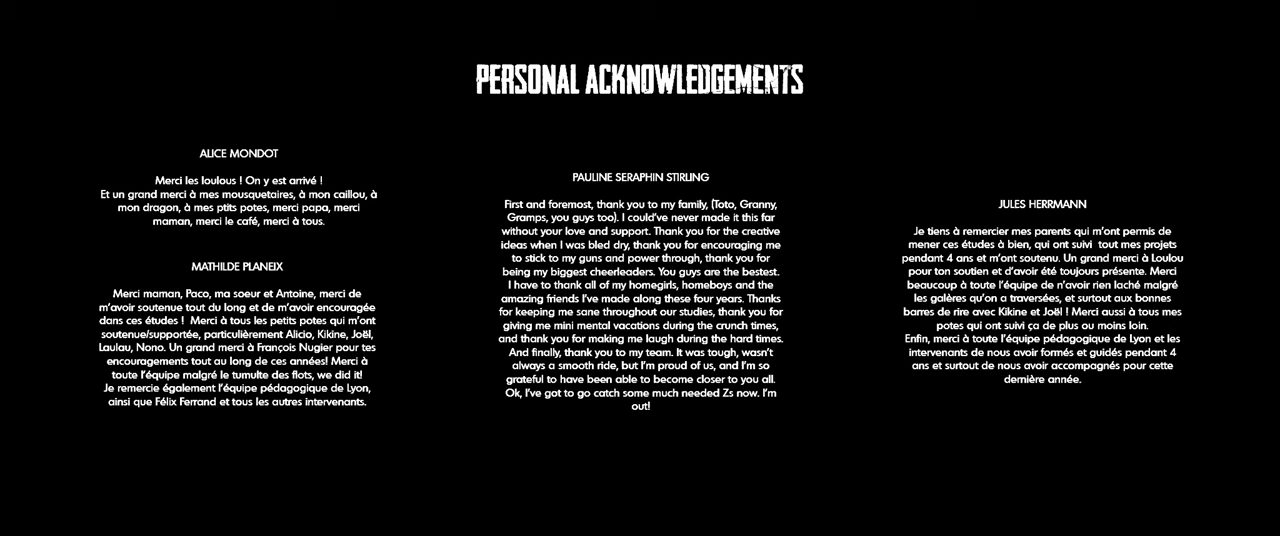 PERSONAL ACKNOWLEDGEMENTS
ALICE MONDOT
Merci les loulous ! On y est arrivé !
Et un grand merci à mes mousquetaires, à mon caillou, à
mon dragon, à mes ptits potes, merci papa, merci
maman, merci le café, merci à tous.
MATHILDE PLANEIX
Merci maman, Paco, ma soeur et Antoine, merci de
m'avoir soutenue tout du long et de m'avoir encouragée
dans ces études !  Merci à tous les petits potes qui m'ont
soutenue/supportée, particulièrement Alicio, Kikine, Joël,
Laulau, Nono. Un grand merci à François Nugier pour tes
encouragements tout au long de ces années! Merci à
toute l'équipe malgré le tumulte des flots, we did it!
Je remercie également l'équipe pédagogique de Lyon,
ainsi que Félix Ferrand et tous les autres intervenants.
PAULINE SERAPHIN STIRLING
First and foremost, thank you to my family, (Toto, Granny,
Gramps, you guys too). I could've never made it this far
without your love and support. Thank you for the creative
ideas when I was bled dry, thank you for encouraging me
to stick to my guns and power through, thank you for
being my biggest cheerleaders. You guys are the bestest.
I have to thank all of my homegirls, homeboys and the
amazing friends I've made along these four years. Thanks
for keeping me sane throughout our studies, thank you for
giving me mini mental vacations during the crunch times,
and thank you for making me laugh during the hard times.
And finally, thank you to my team. It was tough, wasn't
always a smooth ride, but I'm proud of us, and I'm so
grateful to have been able to become closer to you all.
Ok, I've got to go catch some much needed Zs now. I'm
out!
JULES HERRMANN
Je tiens à remercier mes parents qui m'ont permis de
mener ces études à bien, qui ont suivi  tout mes projets
pendant 4 ans et m'ont soutenu. Un grand merci à Loulou
pour ton soutien et d'avoir été toujours présente. Merci
beaucoup à toute l'équipe de n'avoir rien laché malgré
les galères qu'on a traversées, et surtout aux bonnes
barres de rire avec Kikine et Joël ! Merci aussi à tous mes
potes qui ont suivi ça de plus ou moins loin.
Enfin, merci à toute l'équipe pédagogique de Lyon et les
intervenants de nous avoir formés et guidés pendant 4
ans et surtout de nous avoir accompagnés pour cette
dernière année.